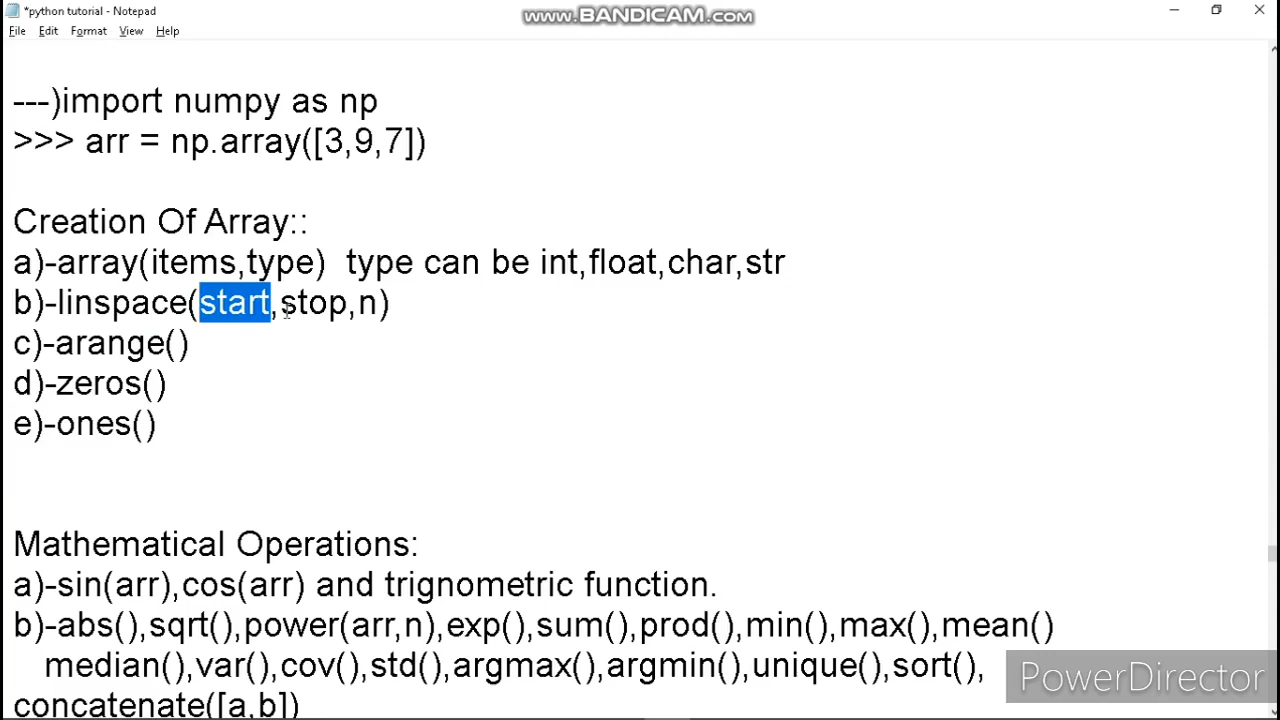 *python tutorial - Notepad
www.BANDICAM.com
File Edit Format View Help
---)import numpy as np
>>> arr = np.array([3,9,7])
Creation Of Array::
a)-array(items,type)  type can be int,float,char,str
b)-linspace(start,stop,n)
c)-arange()
d)-zeros()
e)-ones()
Mathematical Operations:
a)-sin(arr),cos(arr) and trignometric function.
b)-abs(),sqrt(),power(arr,n),exp(),sum(),prod(),min(),max(),mean()
median(),var(),cov(),std(),argmax(),argmin(),unique(),sort(),
concatenate([a,b])
PowerDirector